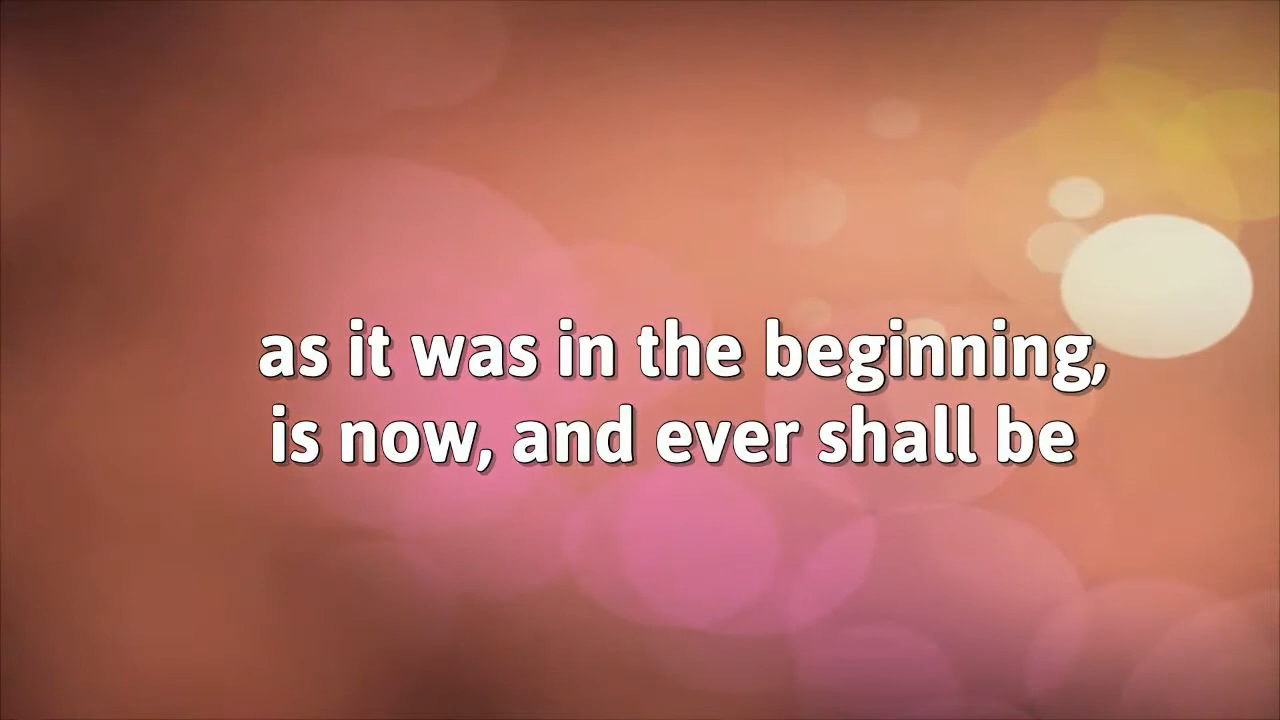 as it was in the beginning,
is now, and ever shall be